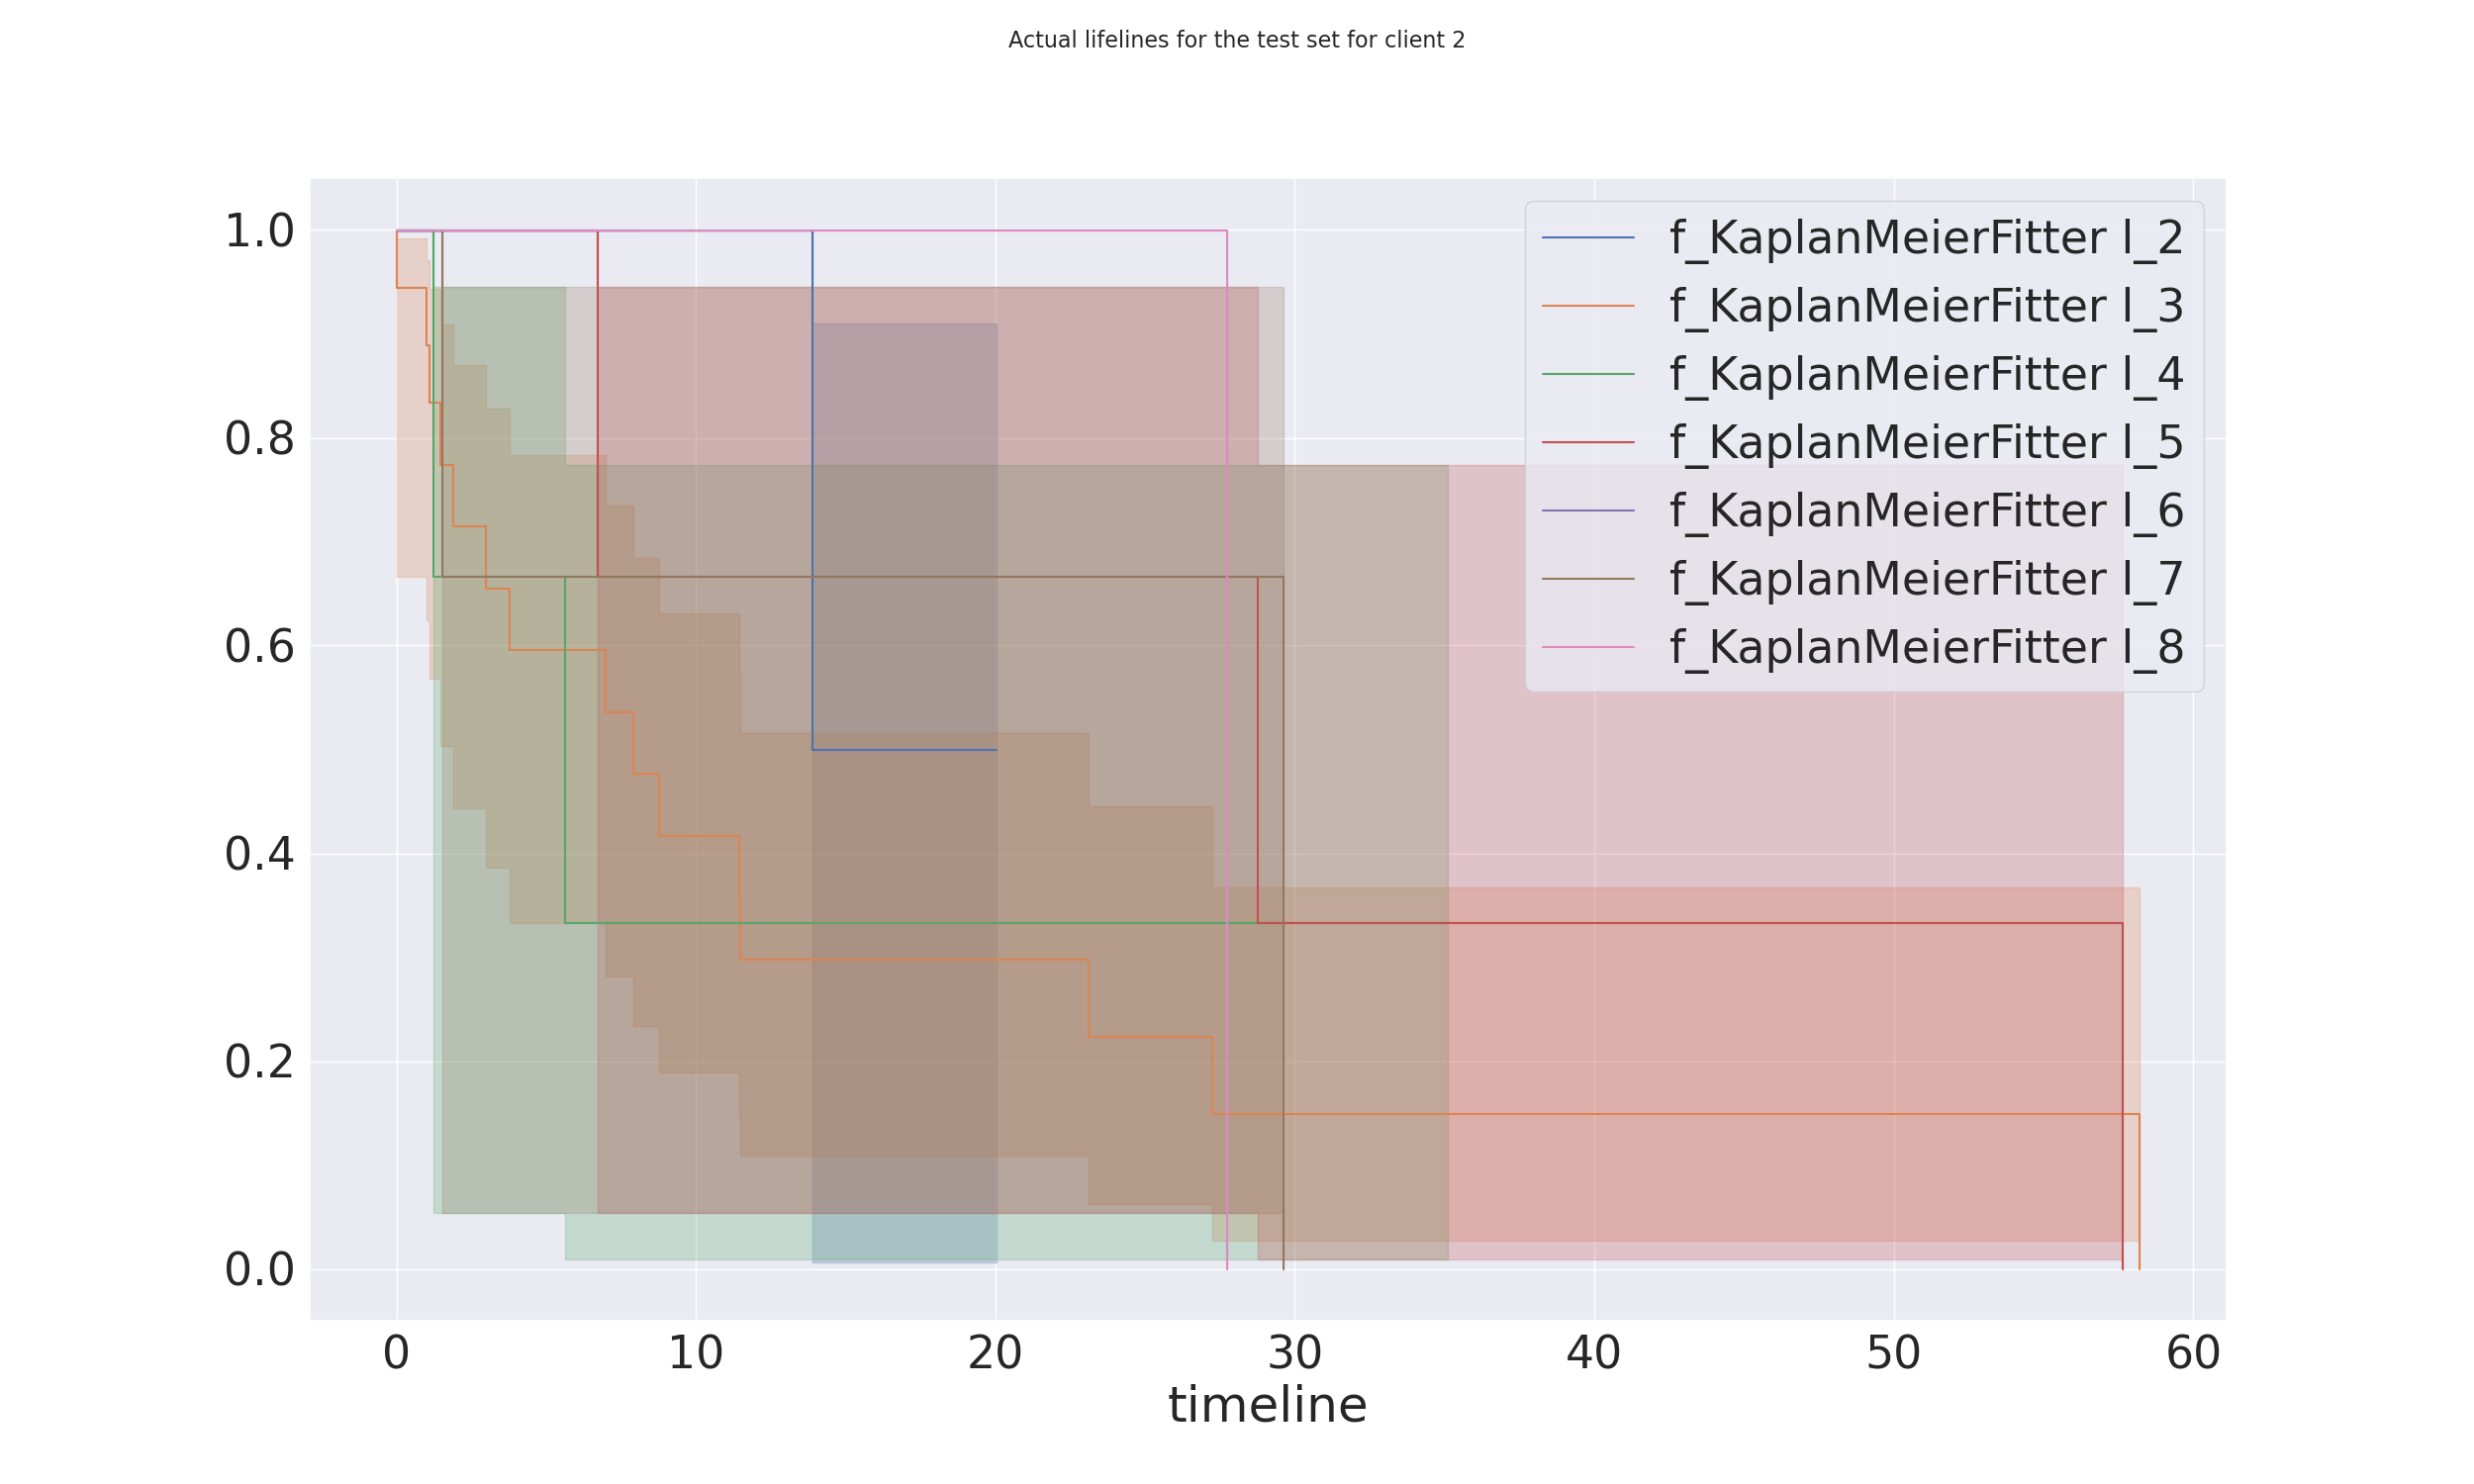 Actual lifelines for the test set for client 2
1.0
0.8
0.6
0.4
0.2
0.0
f_KaplanMeierFitter l_2
f_KaplanMeierFitter l_3
f_KaplanMeierFitter l_4
f_KaplanMeierFitter l_5
f_KaplanMeierFitter l_6
f_KaplanMeierFitter l_7
f_KaplanMeierFitter l_8
0 10 20 30 40 50 60
timeline